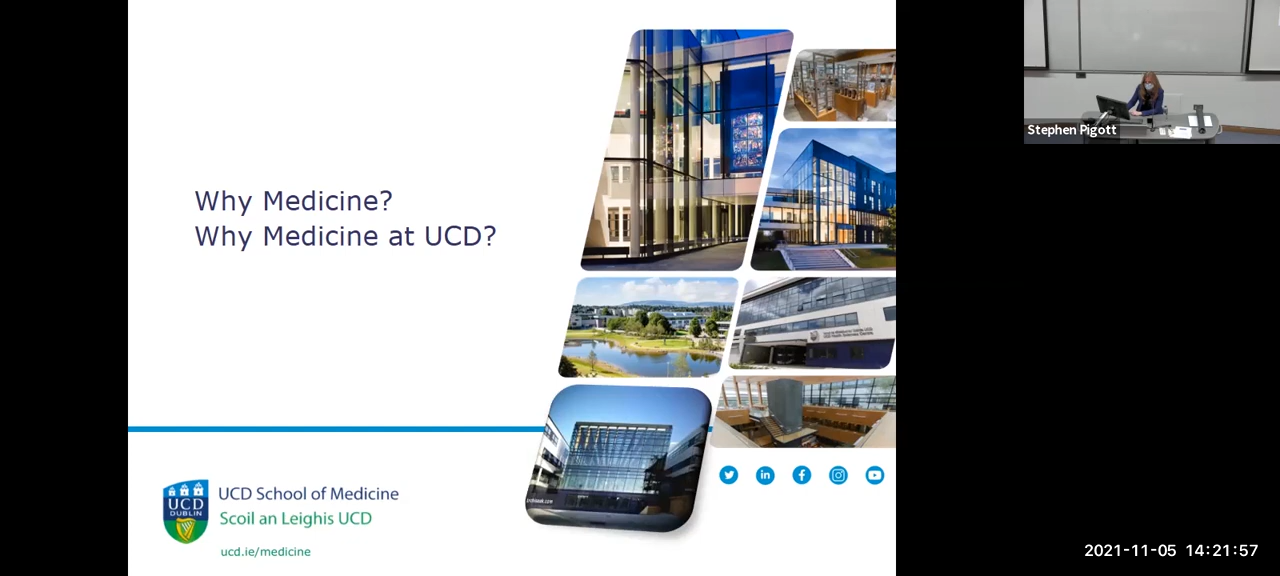 Why Medicine?
Why Medicine at UCD?
UCD
DUBLIN
UCD School of Medicine
Scoil an Leighis UCD
ucd.ie/medicine
Stephen Pigott
2021-11-05 14:21:57